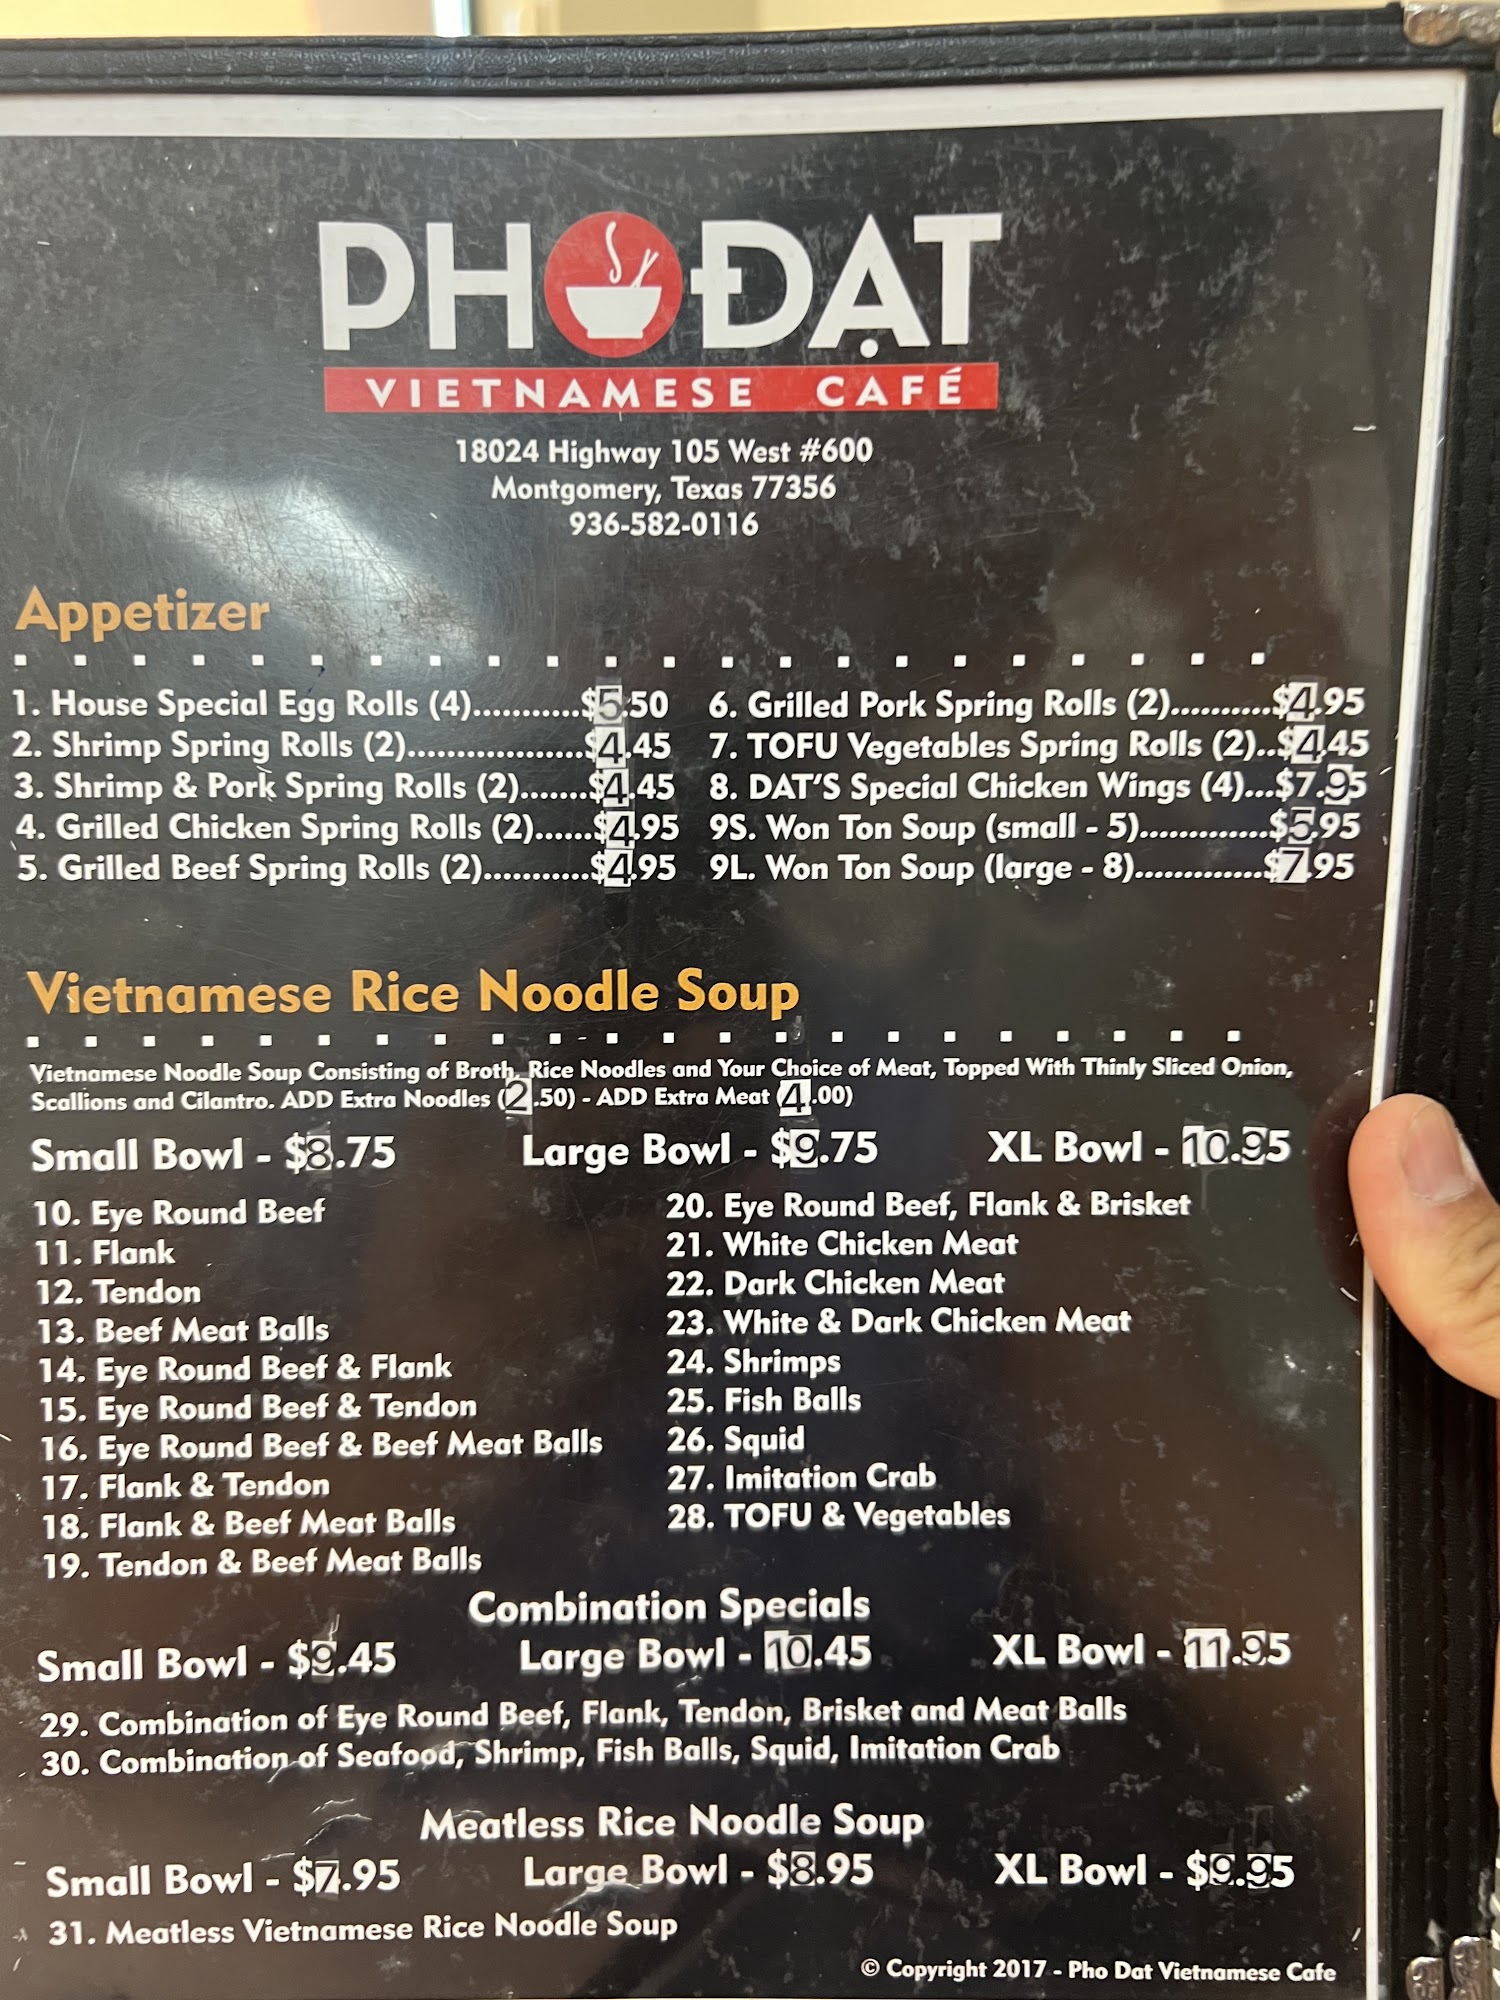 PHO ĐẠT
VIETNAMESE CAFÉ
18024 Highway 105 West #600
Montgomery, Texas 77356
936-582-0116
Appetizer
1. House Special Egg Rolls (4)...........$5.50
2. Shrimp Spring Rolls (2)..................$4.45
3. Shrimp & Pork Spring Rolls (2).......$4.45
4. Grilled Chicken Spring Rolls (2)......$4.95
5. Grilled Beef Spring Rolls (2)...........$4.95
6. Grilled Pork Spring Rolls (2)..........$4.95
7. TOFU Vegetables Spring Rolls (2)..$4.45
8. DAT'S Special Chicken Wings (4)...$7.95
9S. Won Ton Soup (small - 5).............$5.95
9L. Won Ton Soup (large - 8).............$7.95
Vietnamese Rice Noodle Soup
Vietnamese Noodle Soup Consisting of Broth, Rice Noodles and Your Choice of Meat, Topped With Thinly Sliced Onion,
Scallions and Cilantro. ADD Extra Noodles (2.50) - ADD Extra Meat (4.00)
Small Bowl - $8.75 Large Bowl - $9.75 XL Bowl - 10.95
10. Eye Round Beef
11. Flank
12. Tendon
13. Beef Meat Balls
14. Eye Round Beef & Flank
15. Eye Round Beef & Tendon
16. Eye Round Beef & Beef Meat Balls
17. Flank & Tendon
18. Flank & Beef Meat Balls
19. Tendon & Beef Meat Balls
20. Eye Round Beef, Flank & Brisket
21. White Chicken Meat
22. Dark Chicken Meat
23. White & Dark Chicken Meat
24. Shrimps
25. Fish Balls
26. Squid
27. Imitation Crab
28. TOFU & Vegetables
Combination Specials
Small Bowl - $9.45 Large Bowl - 10.45 XL Bowl - 11.95
29. Combination of Eye Round Beef, Flank, Tendon, Brisket and Meat Balls
30. Combination of Seafood, Shrimp, Fish Balls, Squid, Imitation Crab
Meatless Rice Noodle Soup
Small Bowl - $7.95 Large Bowl - $8.95 XL Bowl - $9.95
31. Meatless Vietnamese Rice Noodle Soup
© Copyright 2017 - Pho Dat Vietnamese Cafe